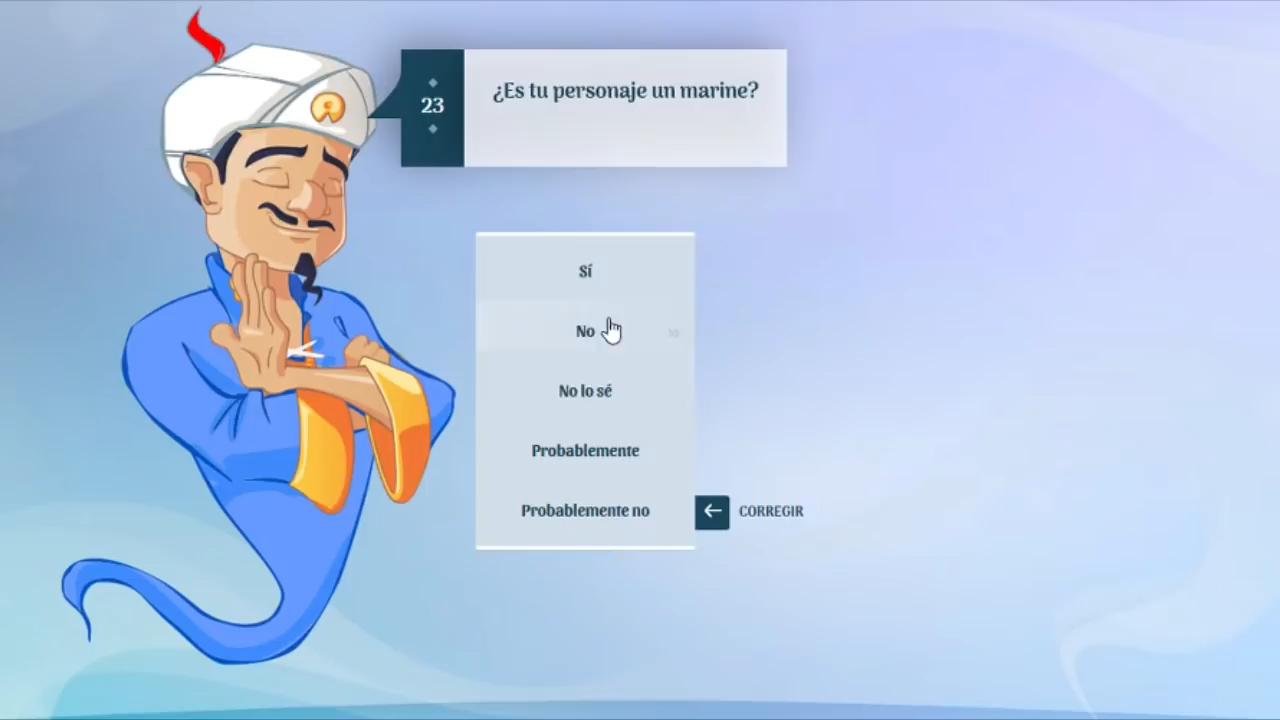 23
¿Es tu personaje un marine?
Sí
No
No lo sé
Probablemente
Probablemente no
CORREGIR